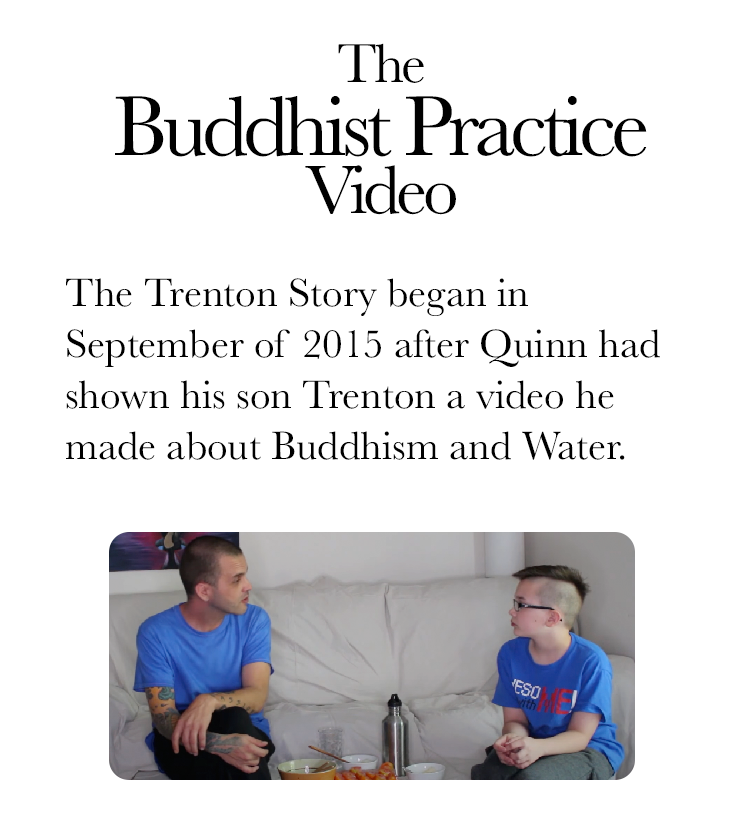 The
Buddhist Practice
Video
The Trenton Story began in
September of 2015 after Quinn had
shown his son Trenton a video he
made about Buddhism and Water.
ME!